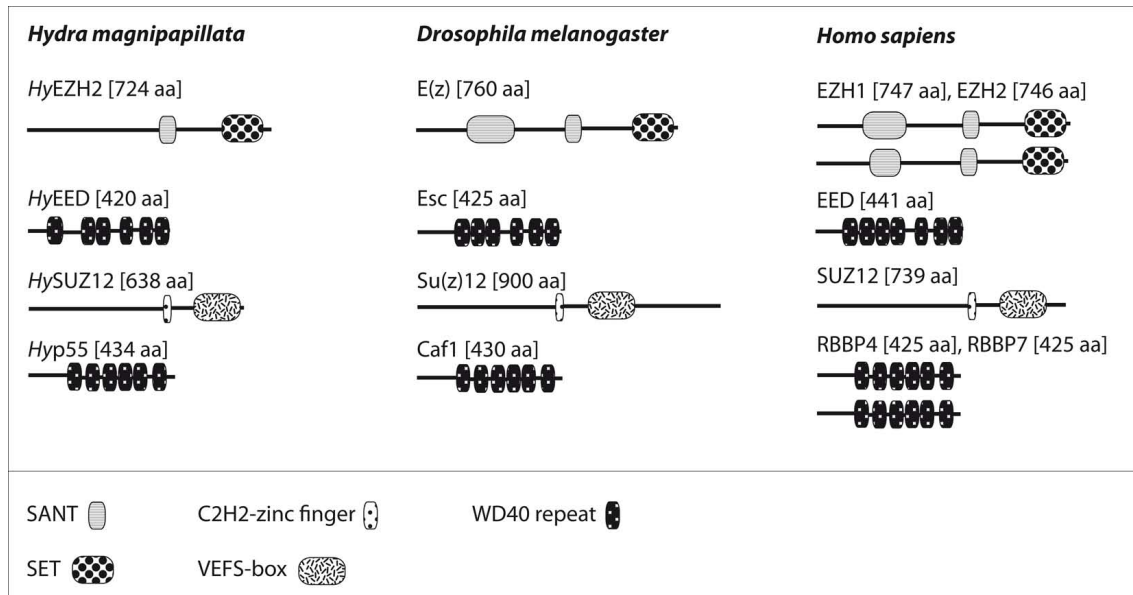 Hydra magnipapillata
Drosophila melanogaster
Homo sapiens
HyEZH2 [724 aa]
E(z) [760 aa]
EZH1 [747 aa], EZH2 [746 aa]
HyEED [420 aa]
Esc [425 aa]
EED [441 aa]
HySUZ12 [638 aa]
Su(z)12 [900 aa]
SUZ12 [739 aa]
Hyp55 [434 aa]
Caf1 [430 aa]
RBBP4 [425 aa], RBBP7 [425 aa]
SANT
C2H2-zinc finger
WD40 repeat
SET
VEFS-box